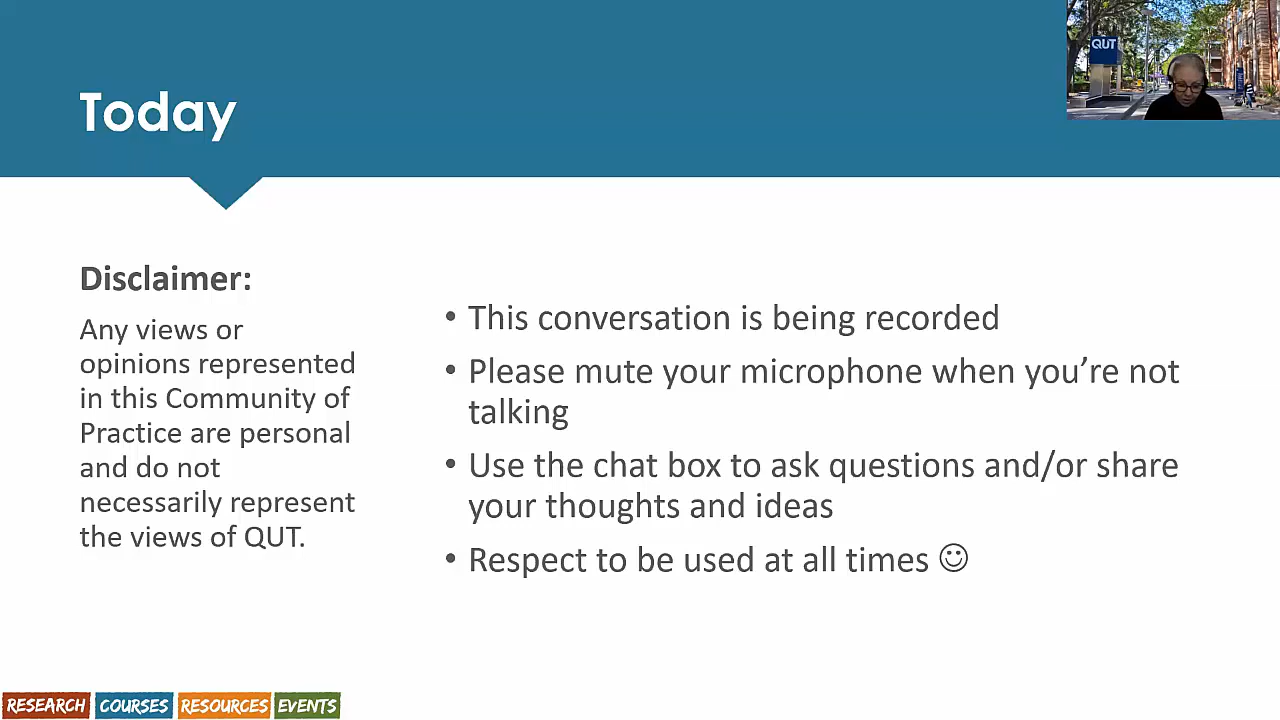 QUT
Today
Disclaimer:
Any views or
opinions represented
in this Community of
Practice are personal
and do not
necessarily represent
the views of QUT.
• This conversation is being recorded
• Please mute your microphone when you’re not
talking
• Use the chat box to ask questions and/or share
your thoughts and ideas
• Respect to be used at all times ☺
RESEARCH COURSES RESOURCES EVENTS